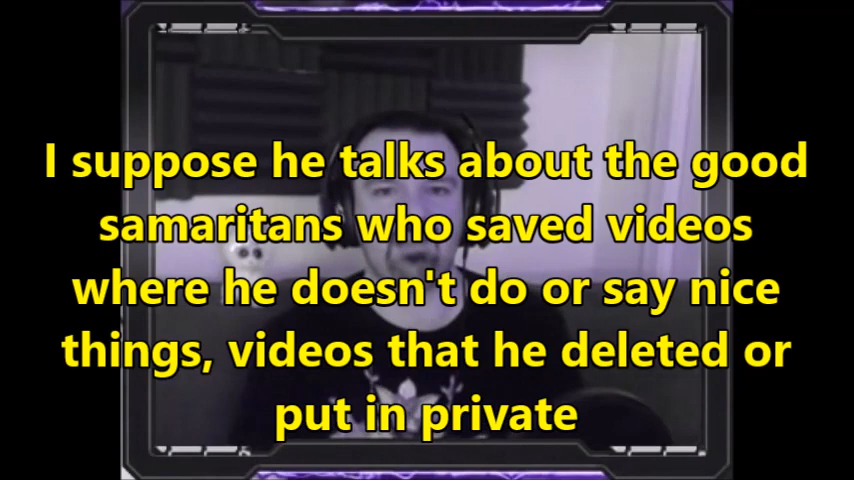 I suppose he talks about the good
samaritans who saved videos
where he doesn't do or say nice
things, videos that he deleted or
put in private